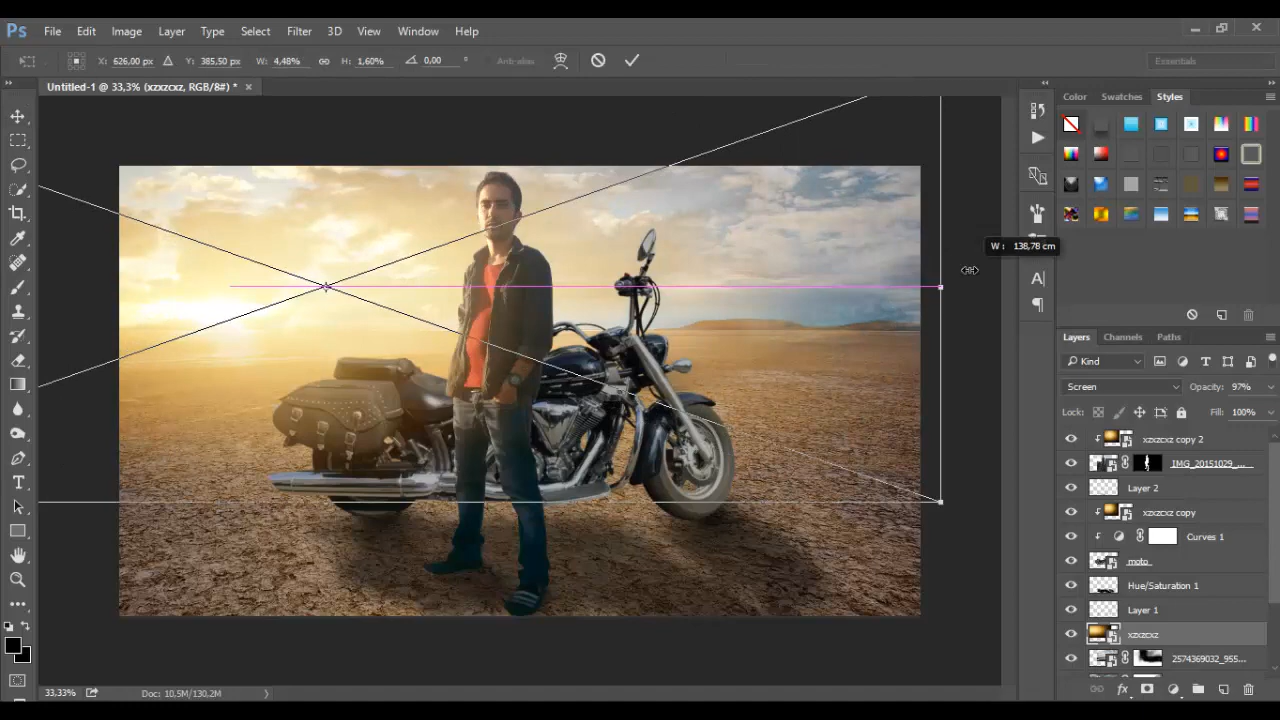 Ps File Edit Image Layer Type Select Filter 3D View Window Help
X: 626,00 px Y: 385,50 px W: 4,48% H: 1,60% 0,00 ° Anti-alias Essentials
Untitled-1 @ 33,3% (xzxzcxz, RGB/8#) * ×
Color Swatches Styles
W: 138,78 cm
A|
Layers Channels Paths
Kind
Screen Opacity: 97%
Lock: Fill: 100%
xzxzcxz copy 2
IMG_20151029_...
Layer 2
xzxzcxz copy
Curves 1
moto
Hue/Saturation 1
Layer 1
xzxzcxz
2574369032_955...
33,33% Doc: 10,5M/130,2M